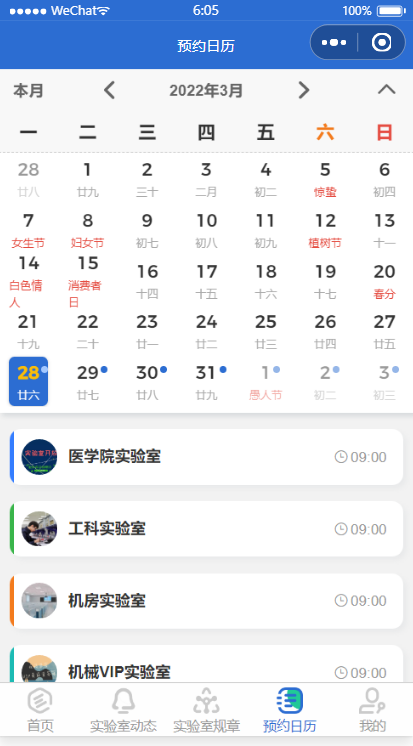 WeChat 6:05 100%
预约日历
本月 2022年3月
一 二 三 四 五 六 日
28 1 2 3 4 5 6
廿八 廿九 三十 二月 初二 惊蛰 初四
7 8 9 10 11 12 13
女生节 妇女节 初七 初八 初九 植树节 十一
14 15 16 17 18 19 20
白色情人 消费者日 十四 十五 十六 十七 春分
21 22 23 24 25 26 27
十九 二十 廿一 廿二 廿三 廿四 廿五
28 29 30 31 1 2 3
廿六 廿七 廿八 廿九 愚人节 初二 初三
医学院实验室 09:00
工科实验室 09:00
机房实验室 09:00
机械VIP实验室 09:00
首页 实验室动态 实验室规章 预约日历 我的